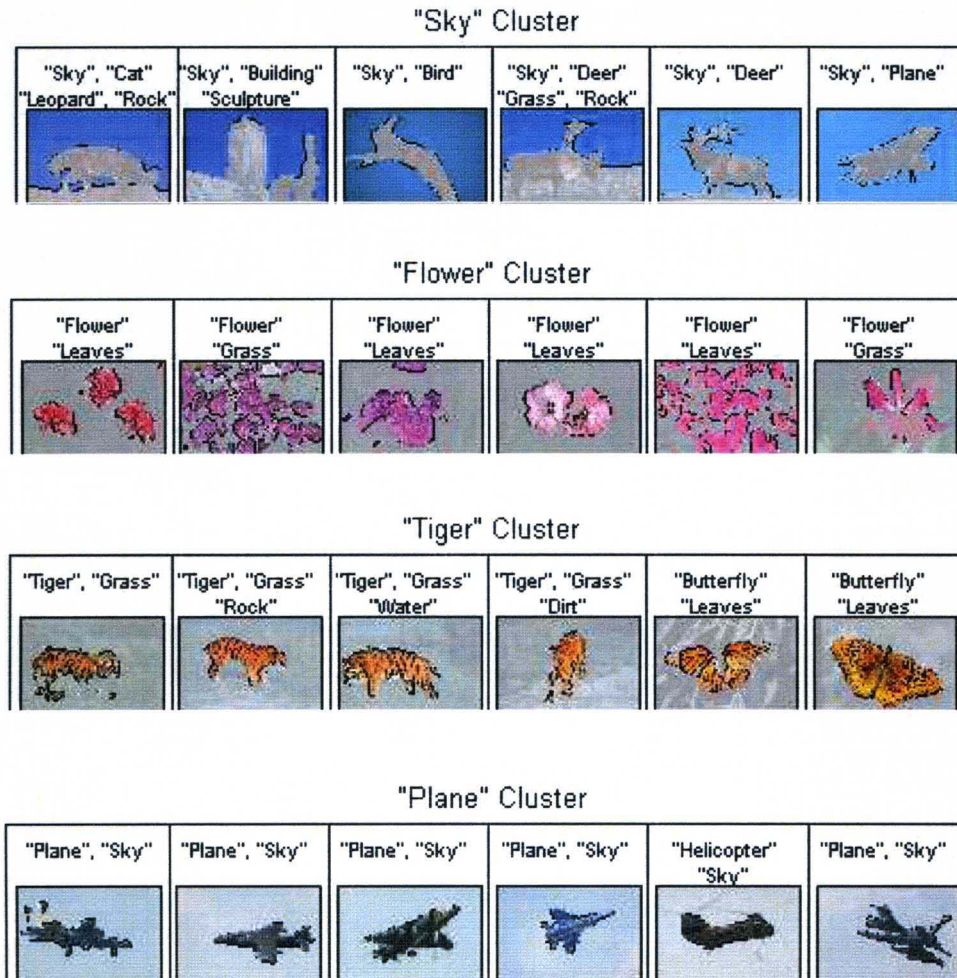 "Sky" Cluster
"Sky", "Cat" "Sky", "Building" "Sky", "Bird" "Sky", "Deer" "Sky", "Deer" "Sky", "Plane"
"Leopard", "Rock" "Sculpture" "Grass", "Rock"
"Flower" Cluster
"Flower" "Flower" "Flower" "Flower" "Flower" "Flower"
"Leaves" "Grass" "Leaves" "Leaves" "Leaves" "Grass"
"Tiger" Cluster
"Tiger", "Grass" "Tiger", "Grass" "Tiger", "Grass" "Tiger", "Grass" "Butterfly" "Butterfly"
"Rock" "Water" "Dirt" "Leaves" "Leaves"
"Plane" Cluster
"Plane", "Sky" "Plane", "Sky" "Plane", "Sky" "Plane", "Sky" "Helicopter" "Plane", "Sky"
"Sky"